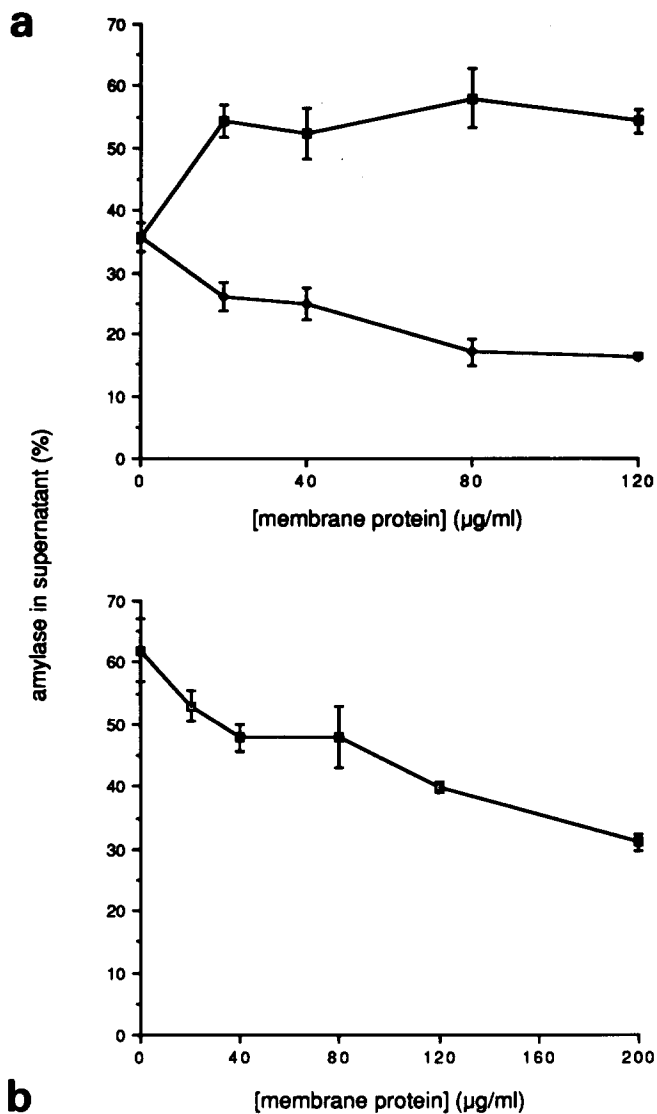 a
70
60
50
40
30
20
10
0
0 40 80 120
[membrane protein] (µg/ml)
amylase in supernatant (%)
70
60
50
40
30
20
10
0
0 40 80 120 160 200
b [membrane protein] (µg/ml)